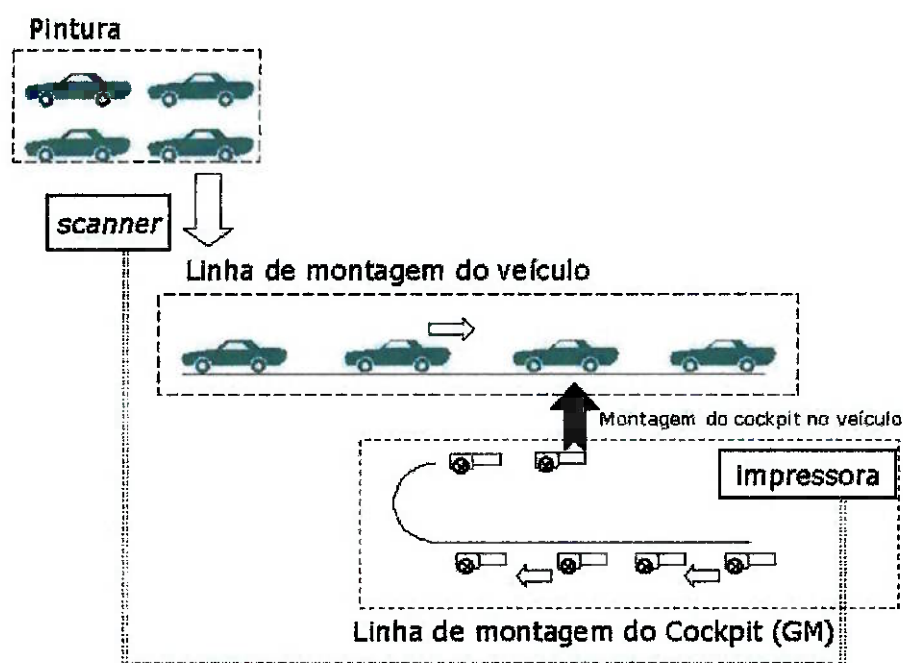 Pintura
scanner
Linha de montagem do veículo
Montagem do cockpit no veículo
impressora
Linha de montagem do Cockpit (GM)